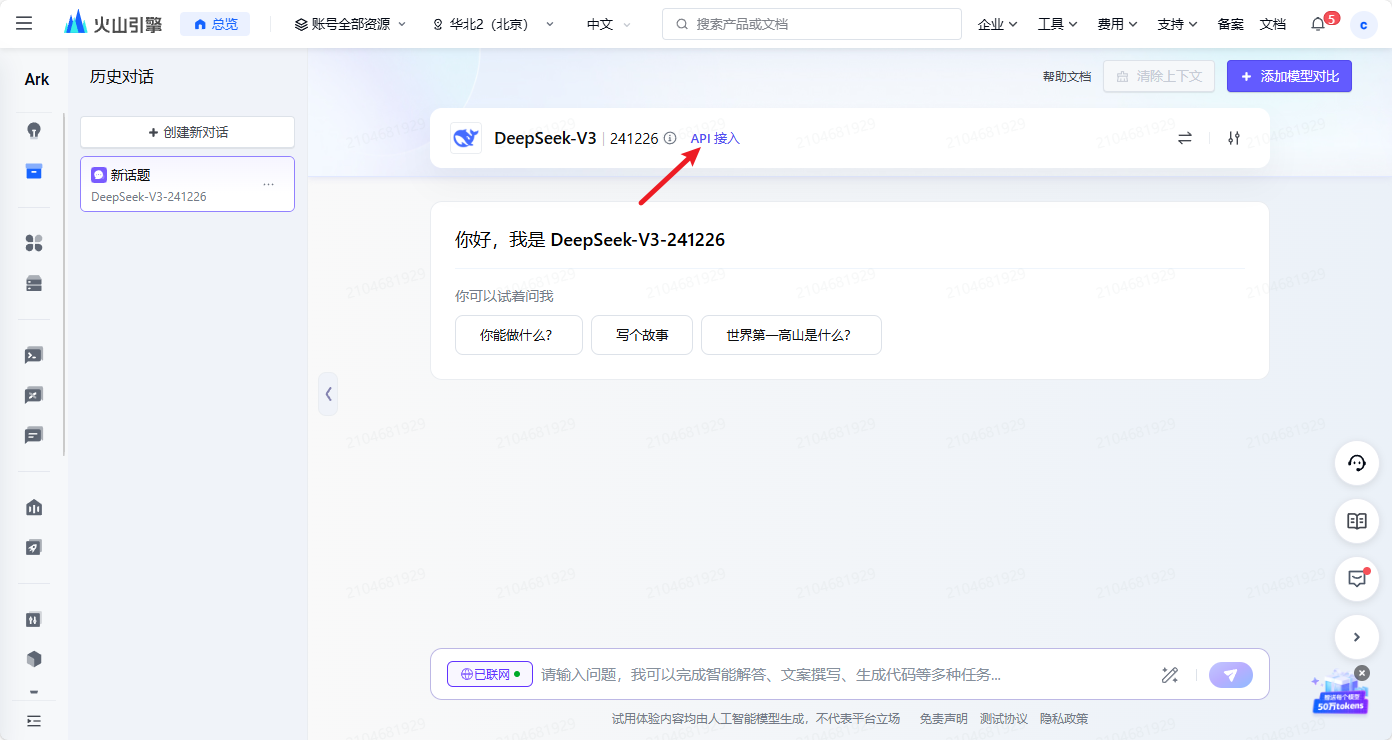 火山引擎 总览 账号全部资源 华北2（北京） 中文 搜索产品或文档 企业 工具 费用 支持 备案 文档 5 c
Ark
历史对话
帮助文档 清除上下文 + 添加模型对比
+ 创建新对话
新话题
DeepSeek-V3-241226
DeepSeek-V3 | 241226 API 接入
你好，我是 DeepSeek-V3-241226
你可以试着问我
你能做什么？ 写个故事 世界第一高山是什么？
已联网 请输入问题，我可以完成智能解答、文案撰写、生成代码等多种任务...
试用体验内容均由人工智能模型生成，不代表平台立场 免责声明 测试协议 隐私政策
50万tokens
2104681929